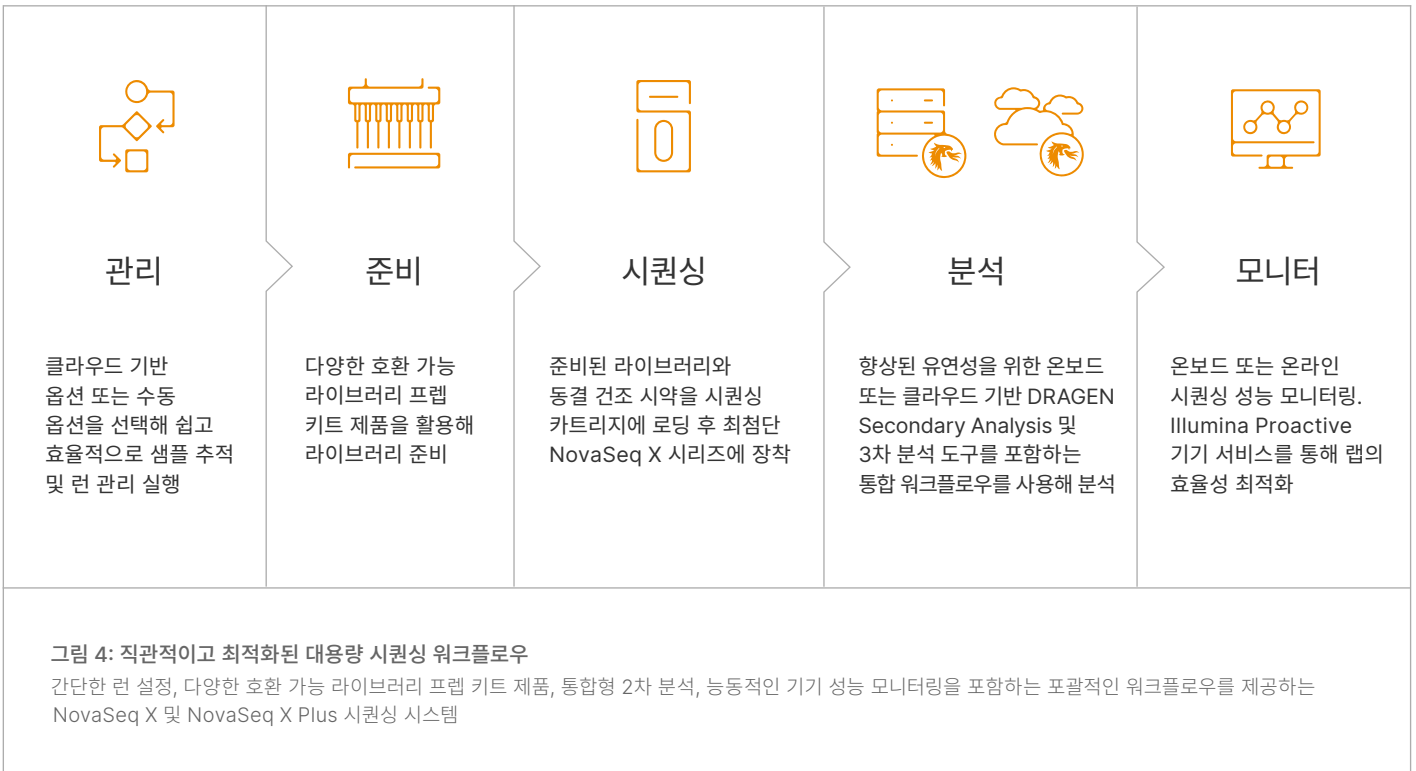 관리
클라우드 기반
옵션 또는 수동
옵션을 선택해 쉽고
효율적으로 샘플 추적
및 런 관리 실행
준비
다양한 호환 가능
라이브러리 프렙
키트 제품을 활용해
라이브러리 준비
시퀀싱
준비된 라이브러리와
동결 건조 시약을 시퀀싱
카트리지에 로딩 후 최첨단
NovaSeq X 시리즈에 장착
분석
향상된 유연성을 위한 온보드
또는 클라우드 기반 DRAGEN
Secondary Analysis 및
3차 분석 도구를 포함하는
통합 워크플로우를 사용해 분석
모니터
온보드 또는 온라인
시퀀싱 성능 모니터링.
Illumina Proactive
기기 서비스를 통해 랩의
효율성 최적화
그림 4: 직관적이고 최적화된 대용량 시퀀싱 워크플로우
간단한 런 설정, 다양한 호환 가능 라이브러리 프렙 키트 제품, 통합형 2차 분석, 능동적인 기기 성능 모니터링을 포함하는 포괄적인 워크플로우를 제공하는
NovaSeq X 및 NovaSeq X Plus 시퀀싱 시스템